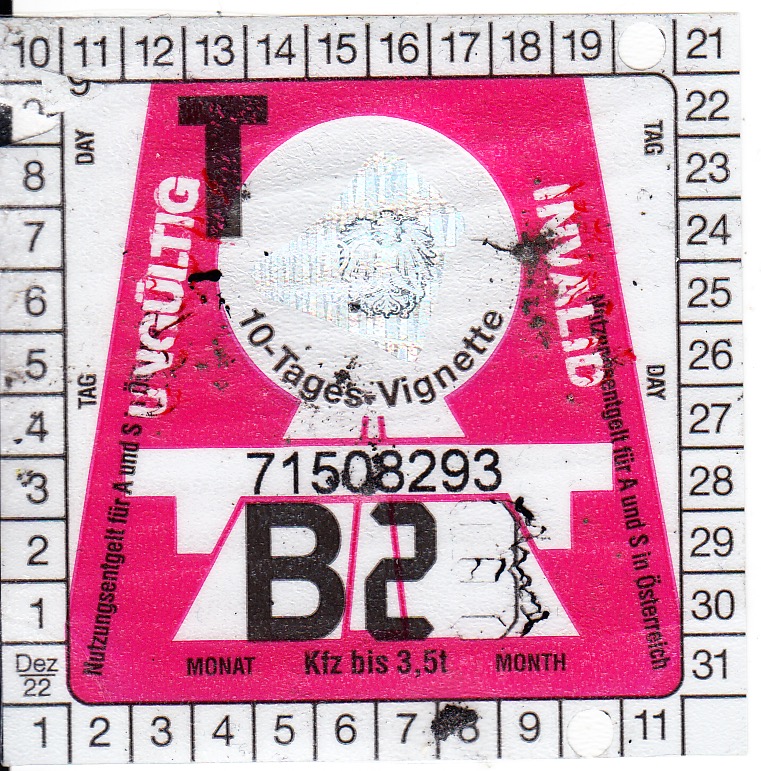 10 11 12 13 14 15 16 17 18 19 21
9 22
8 23
7 24
6 25
5 26
4 27
3 28
2 29
1 30
Dez
22
31
1 2 3 4 5 6 7 8 9 11
DAY
TAG
TAG
DAY
T
UNGÜLTIG
INVALID
10-Tages-Vignette
71508293
B2
MONAT Kfz bis 3,5t MONTH
Nutzungsentgelt für A und S
Nutzungsentgelt für A und S in Österreich